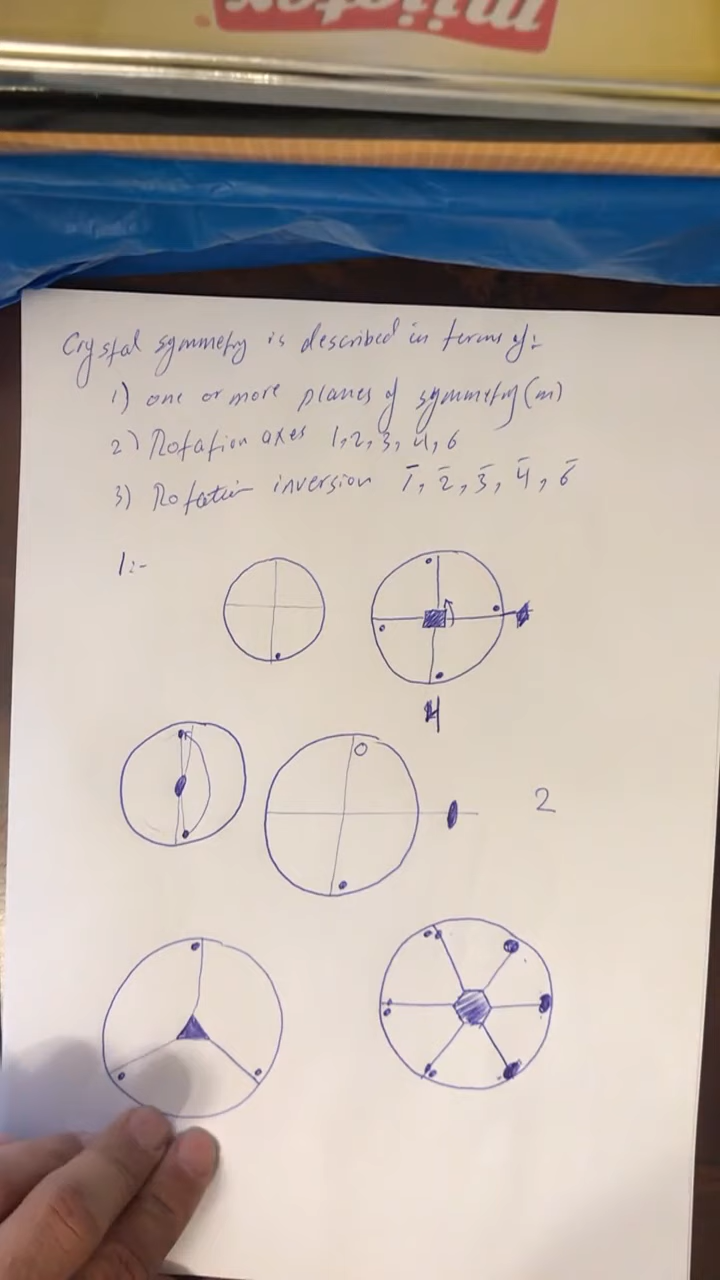 Crystal symmetry is described in terms of:-
1) one or more planes of symmetry (m)
2) Rotation axes 1, 2, 3, 4, 6
3) Rotation inversion 1̄, 2̄, 3̄, 4̄, 6̄
1:-
4
2